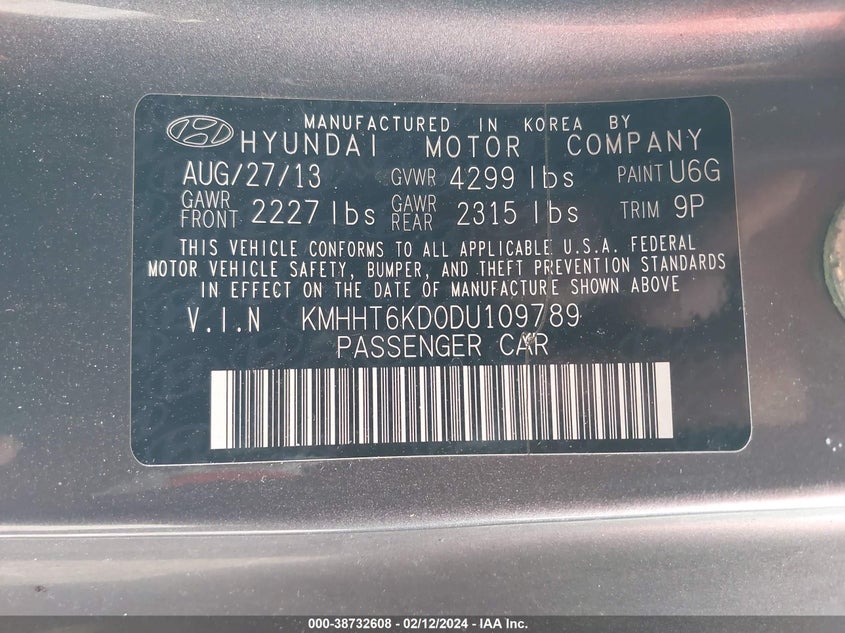 MANUFACTURED IN KOREA BY
HYUNDAI MOTOR COMPANY
AUG/27/13 GVWR 4299 lbs PAINT U6G
GAWR FRONT 2227 lbs GAWR REAR 2315 lbs TRIM 9P
THIS VEHICLE CONFORMS TO ALL APPLICABLE U.S.A. FEDERAL
MOTOR VEHICLE SAFETY, BUMPER, AND THEFT PREVENTION STANDARDS
IN EFFECT ON THE DATE OF MANUFACTURE SHOWN ABOVE
V.I.N KMHHT6KD0DU109789
PASSENGER CAR
000-38732608 - 02/12/2024 - IAA Inc.